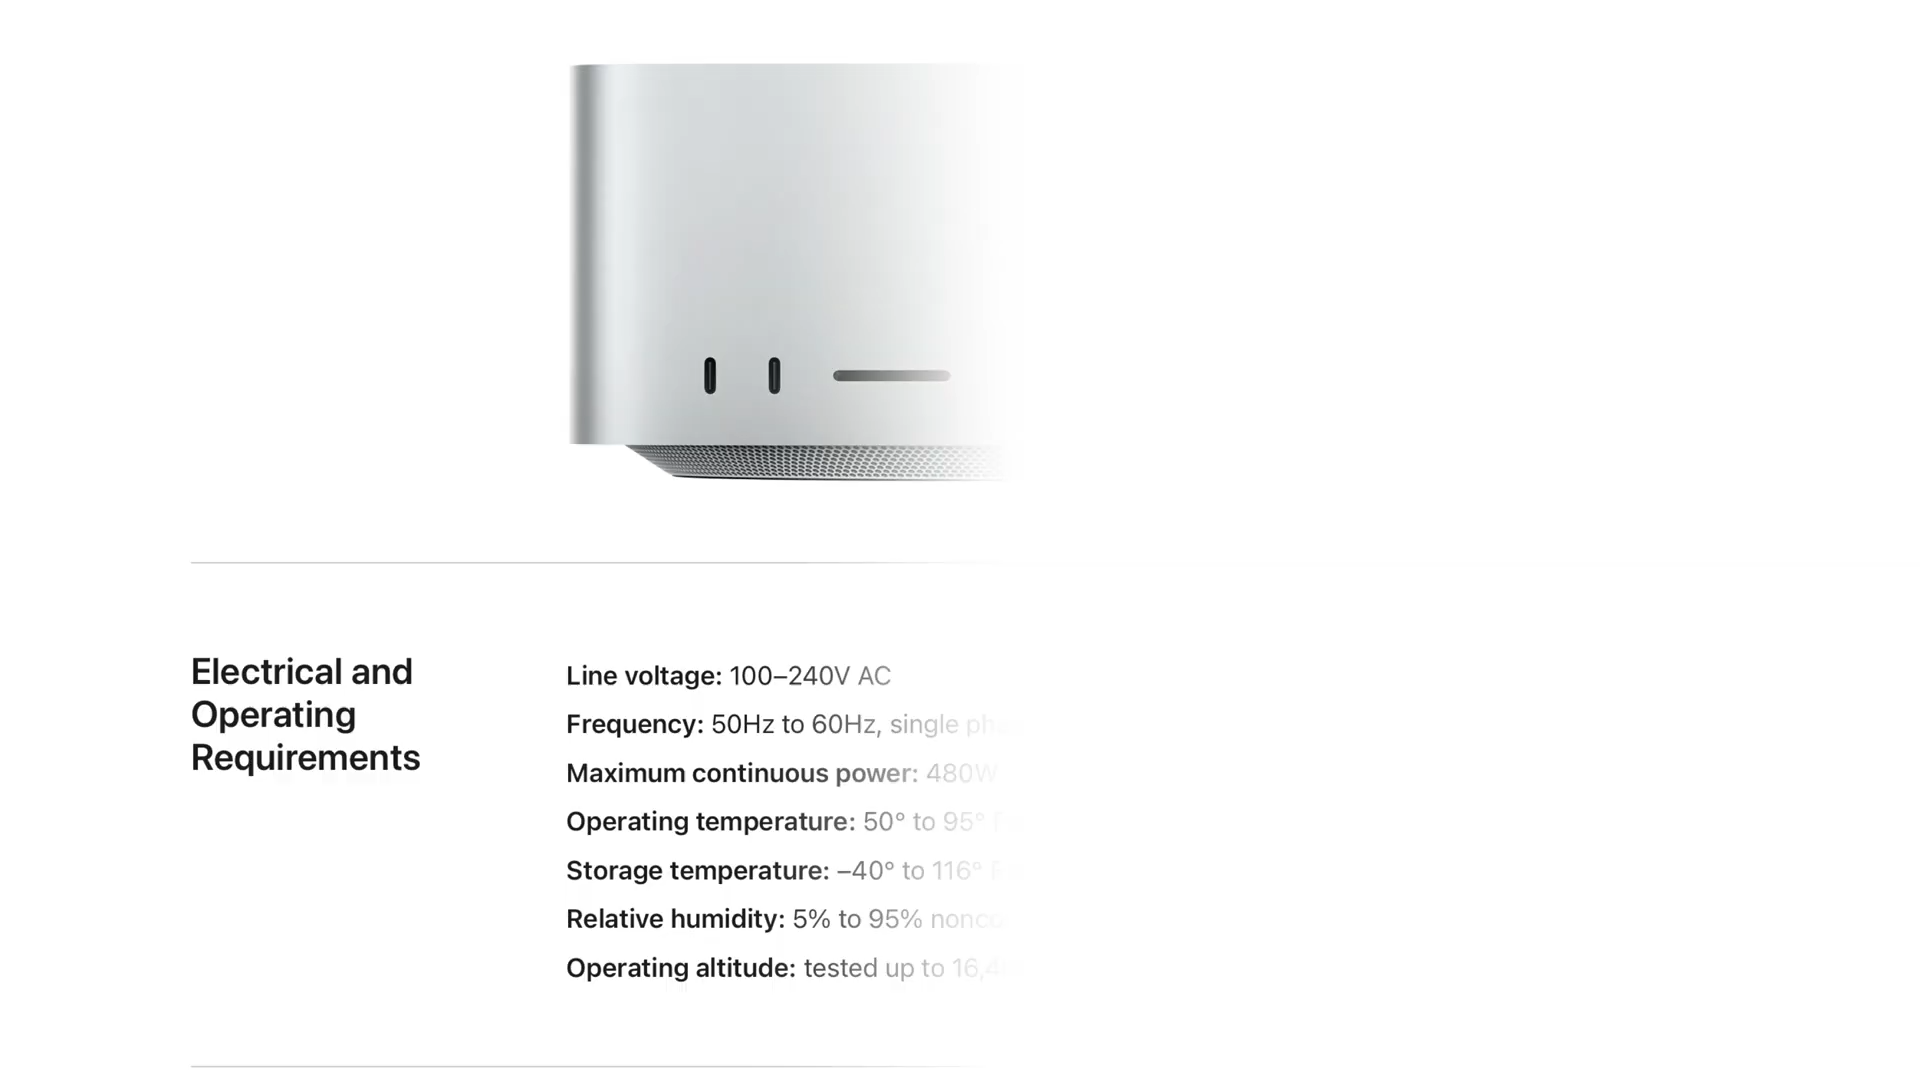 Electrical and
Operating
Requirements
Line voltage: 100–240V AC
Frequency: 50Hz to 60Hz, single
Maximum continuous power: 480W
Operating temperature: 50° to 95°
Storage temperature: –40° to 116°
Relative humidity: 5% to 95%
Operating altitude: tested up to